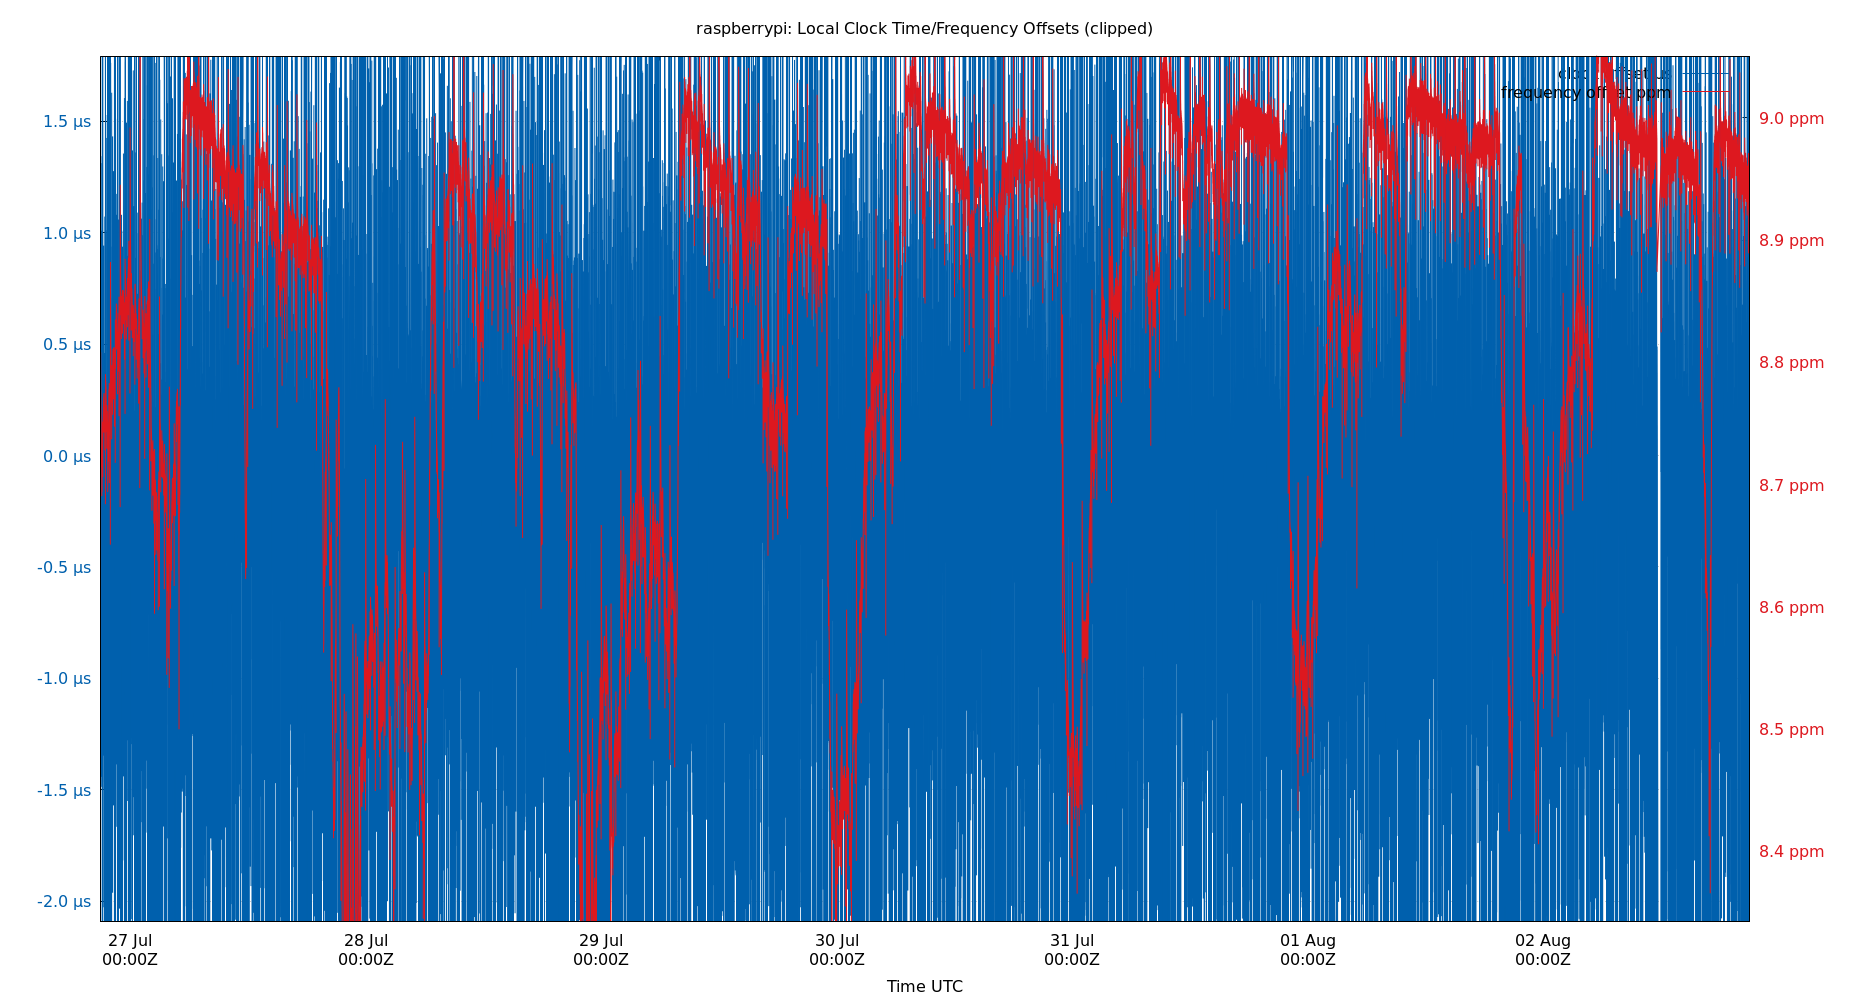 raspberrypi: Local Clock Time/Frequency Offsets (clipped)
clock offset us
frequency offset ppm
1.5 μs
1.0 μs
0.5 μs
0.0 μs
-0.5 μs
-1.0 μs
-1.5 μs
-2.0 μs
9.0 ppm
8.9 ppm
8.8 ppm
8.7 ppm
8.6 ppm
8.5 ppm
8.4 ppm
27 Jul 28 Jul 29 Jul 30 Jul 31 Jul 01 Aug 02 Aug
00:00Z 00:00Z 00:00Z 00:00Z 00:00Z 00:00Z 00:00Z
Time UTC